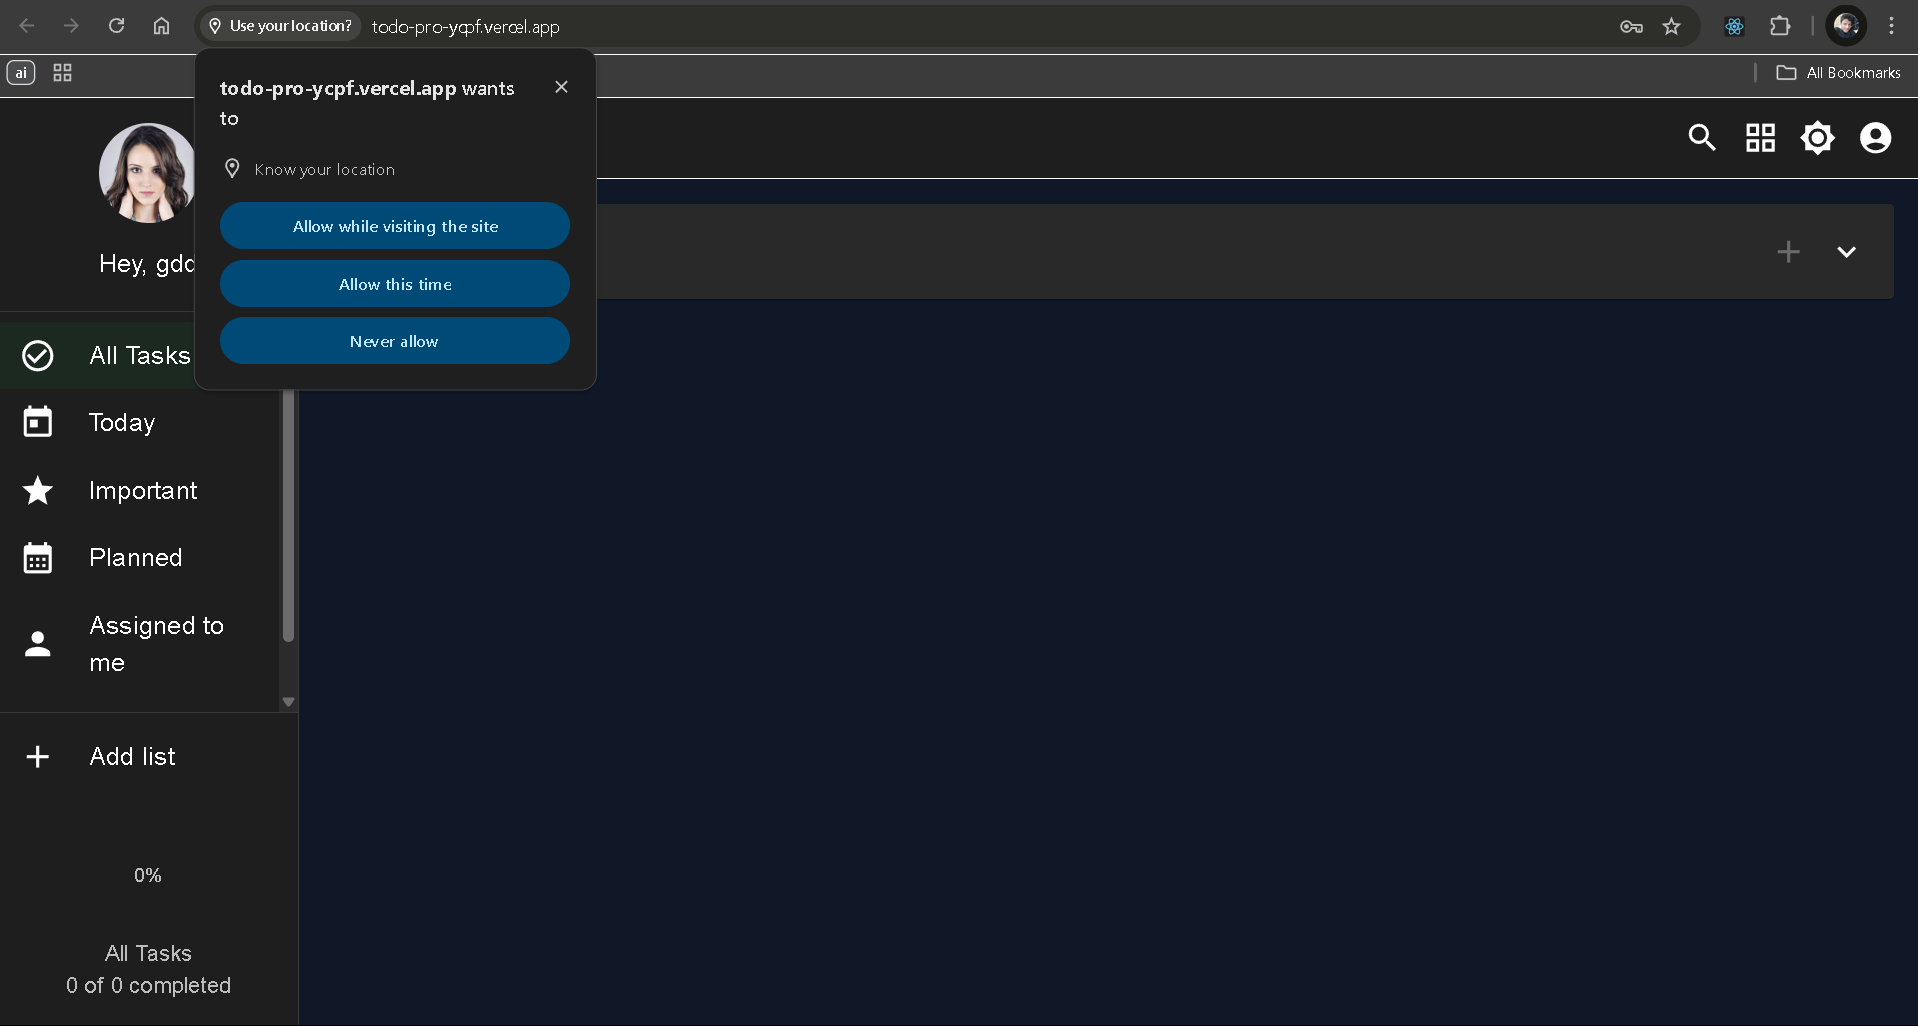 Use your location?
todo-pro-ycpf.vercel.app
ai
All Bookmarks
todo-pro-ycpf.vercel.app wants
to
Know your location
Allow while visiting the site
Allow this time
Never allow
Hey, gdd
All Tasks
Today
Important
Planned
Assigned to
me
Add list
0%
All Tasks
0 of 0 completed